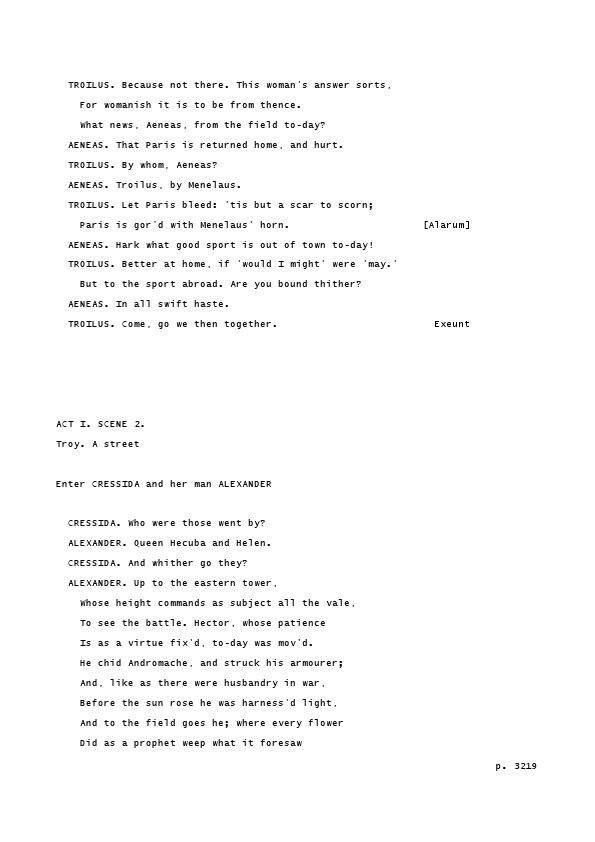 TROILUS. Because not there. This woman's answer sorts,
For womanish it is to be from thence.
What news, Aeneas, from the field to-day?
AENEAS. That Paris is returned home, and hurt.
TROILUS. By whom, Aeneas?
AENEAS. Troilus, by Menelaus.
TROILUS. Let Paris bleed: 'tis but a scar to scorn;
Paris is gor'd with Menelaus' horn. [Alarum]
AENEAS. Hark what good sport is out of town to-day!
TROILUS. Better at home, if 'would I might' were 'may.'
But to the sport abroad. Are you bound thither?
AENEAS. In all swift haste.
TROILUS. Come, go we then together. Exeunt
ACT I. SCENE 2.
Troy. A street
Enter CRESSIDA and her man ALEXANDER
CRESSIDA. Who were those went by?
ALEXANDER. Queen Hecuba and Helen.
CRESSIDA. And whither go they?
ALEXANDER. Up to the eastern tower,
Whose height commands as subject all the vale,
To see the battle. Hector, whose patience
Is as a virtue fix'd, to-day was mov'd.
He chid Andromache, and struck his armourer;
And, like as there were husbandry in war,
Before the sun rose he was harness'd light,
And to the field goes he; where every flower
Did as a prophet weep what it foresaw
p. 3219